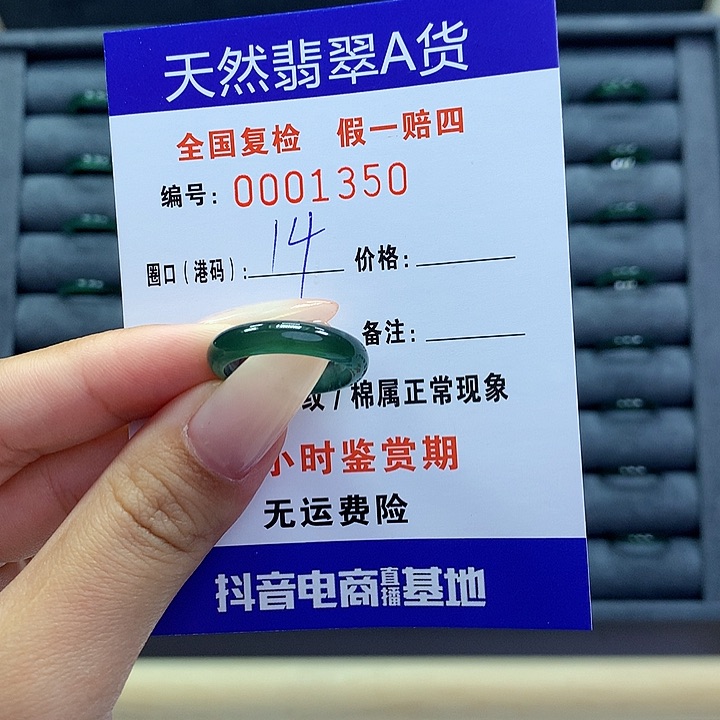 天然翡翠A货
全国复检 假一赔四
编号: 0001350
圈口(港码): 14 价格:
备注:
纹/棉属正常现象
小时鉴赏期
无运费险
抖音电商直播基地